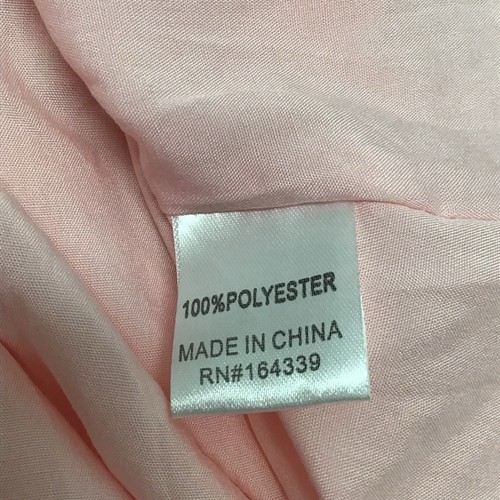 100%POLYESTER
MADE IN CHINA
RN#164339